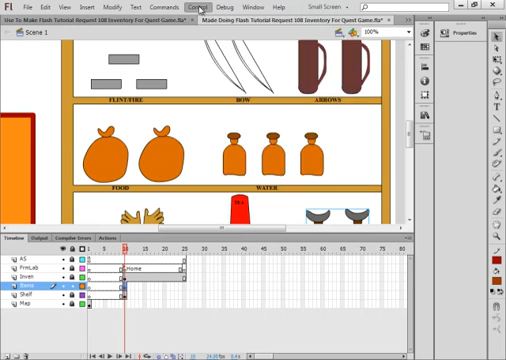 Fl File Edit View Insert Modify Text Commands Control Debug Window Help Small Screen
Use To Make Flash Tutorial Request 108 Inventory For Quest Game.fla* × Made Doing Flash Tutorial Request 108 Inventory For Quest Game.fla* ×
Scene 1 100%
Properties
FLINT/FIRE BOW ARROWS
FOOD WATER
Timeline Output Compiler Errors Actions
1 5 10 15 20 25 30 35 40 45 50 55 60 65 70 75 80
AS
FrmLab Home
Inven
Items
Shelf
Map